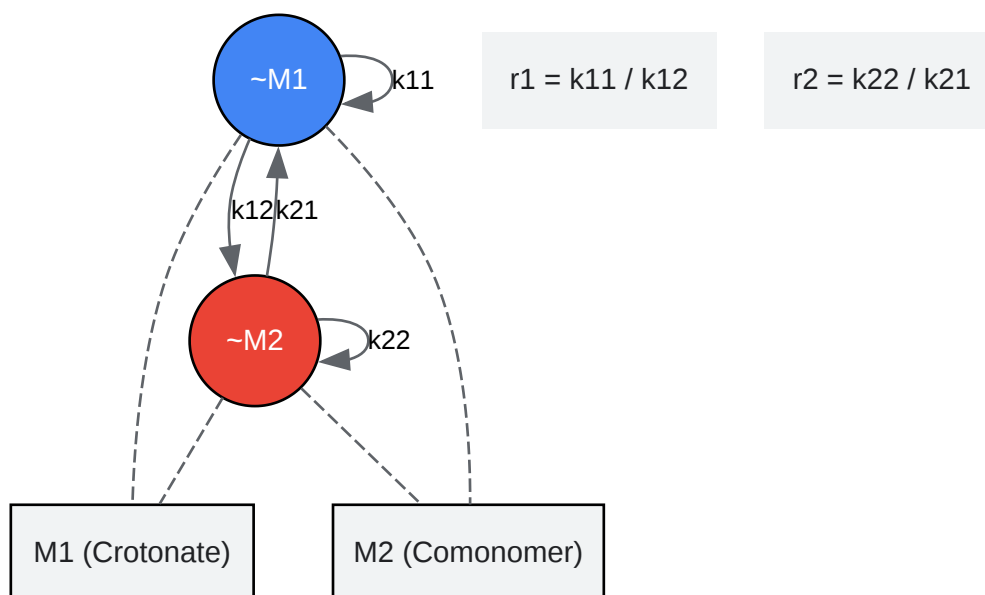 ~M1
k11
r1 = k11 / k12
r2 = k22 / k21
k12
k21
~M2
k22
M1 (Crotonate)
M2 (Comonomer)